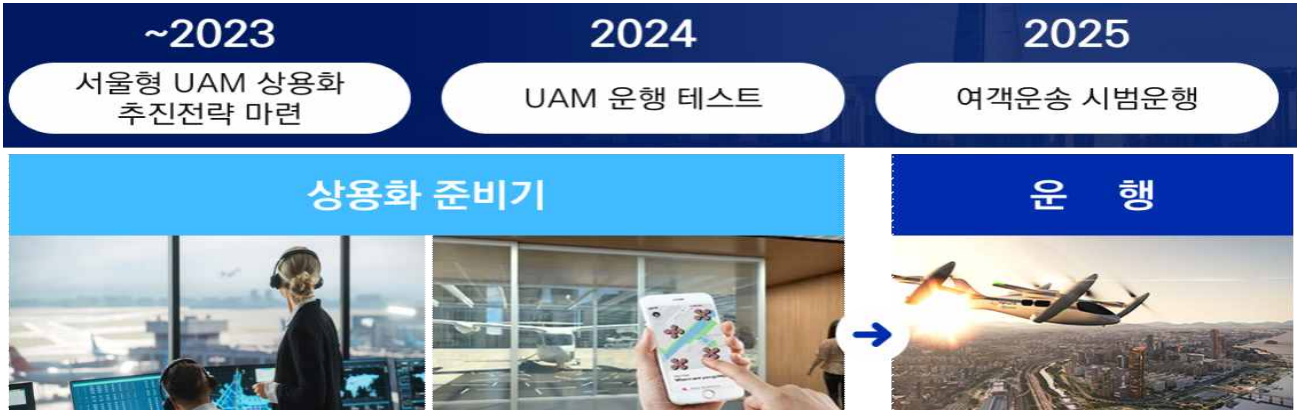 ~2023
2024
2025
서울형 UAM 상용화
추진전략 마련
UAM 운행 테스트
여객운송 시범운행
상용화 준비기
운 행